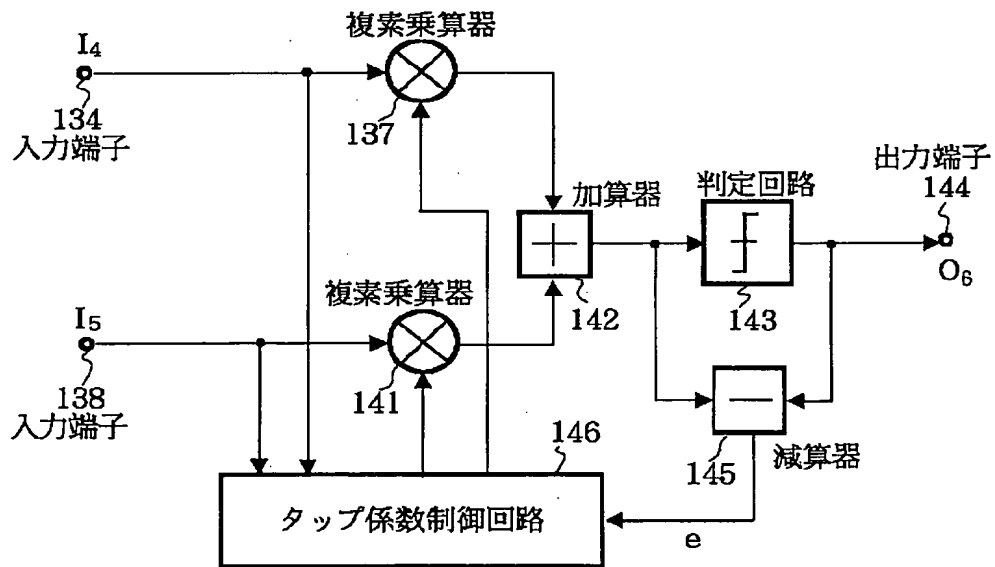 複素乗算器
I₄
137
134
入力端子
出力端子
144
判定回路
加算器
O₆
複素乗算器
142
143
I₅
141
138
入力端子
146
145
減算器
タップ係数制御回路
e